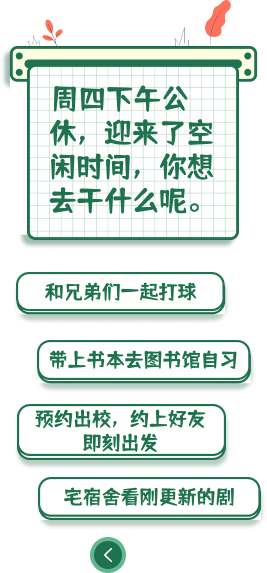 周四下午公
休，迎来了空
闲时间，你想
去干什么呢。
和兄弟们一起打球
带上书本去图书馆自习
预约出校，约上好友
即刻出发
宅宿舍看刚更新的剧